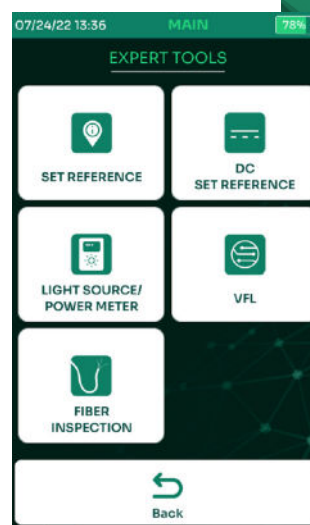 07/24/22 13:36 MAIN 78%
EXPERT TOOLS
SET REFERENCE
DC
SET REFERENCE
LIGHT SOURCE/
POWER METER
VFL
FIBER
INSPECTION
Back